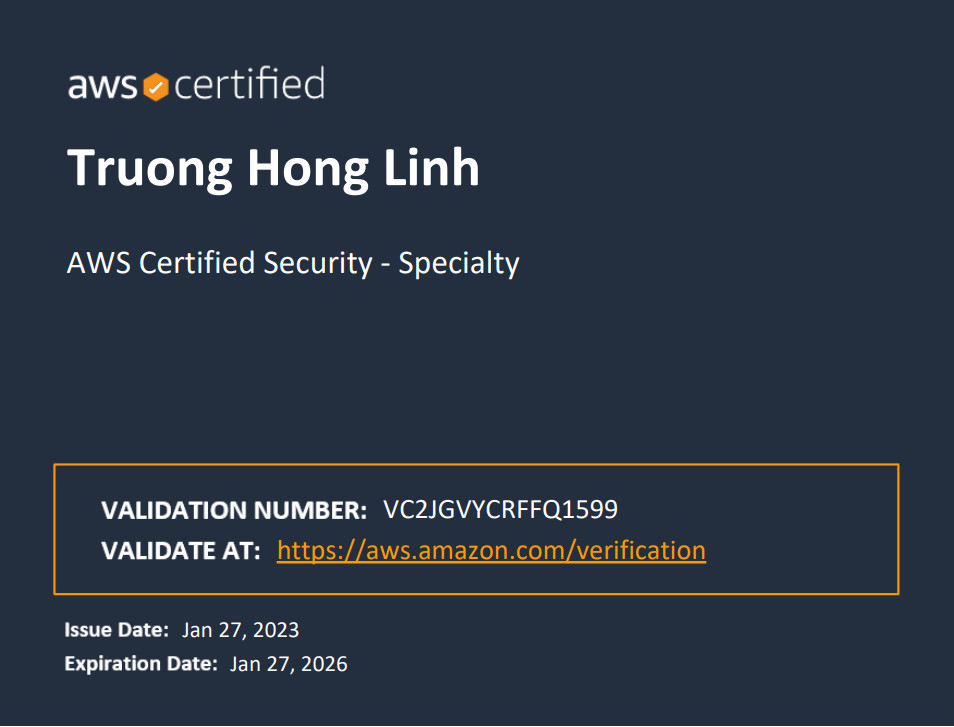 aws certified
Truong Hong Linh
AWS Certified Security - Specialty
VALIDATION NUMBER: VC2JGVYCRFFQ1599
VALIDATE AT: https://aws.amazon.com/verification
Issue Date: Jan 27, 2023
Expiration Date: Jan 27, 2026